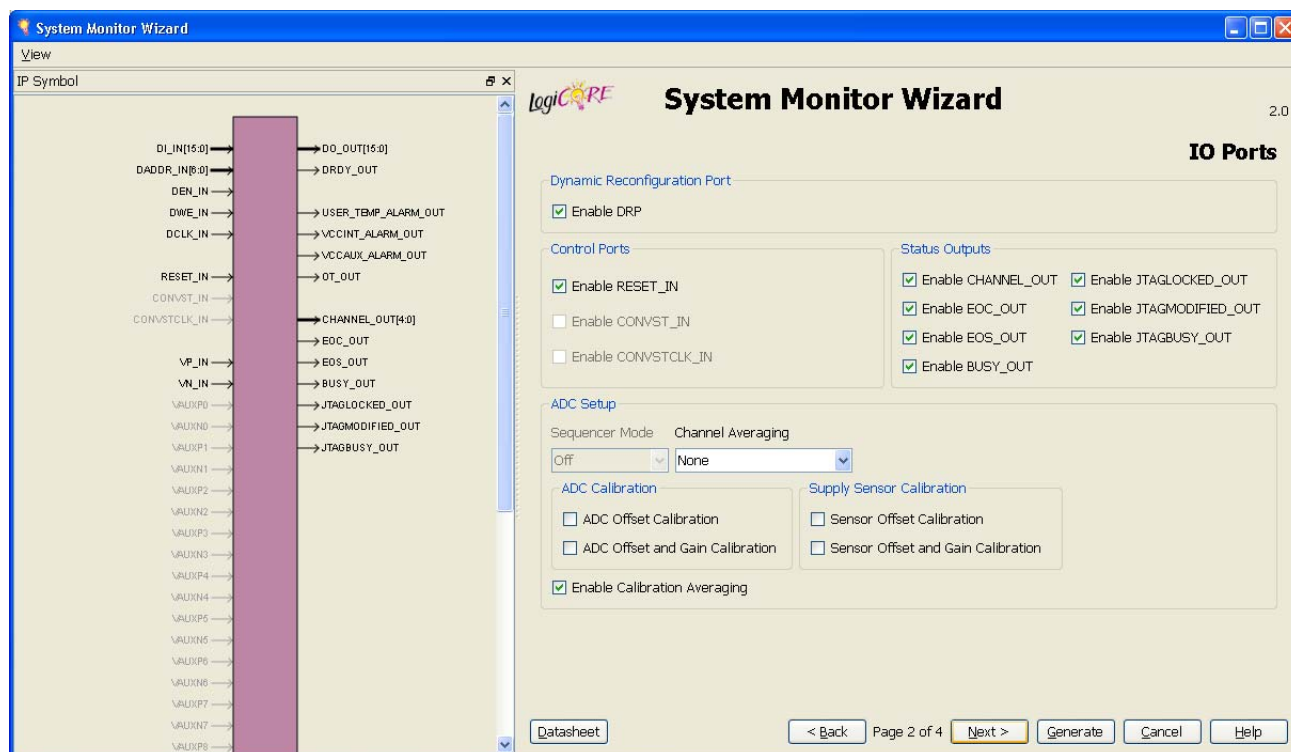 System Monitor Wizard
View
IP Symbol
DI_IN[15:0]
DADDR_IN[6:0]
DEN_IN
DWE_IN
DCLK_IN
RESET_IN
CONVST_IN
CONVSTCLK_IN
VP_IN
VN_IN
VAUXP0
VAUXN0
VAUXP1
VAUXN1
VAUXP2
VAUXN2
VAUXP3
VAUXN3
VAUXP4
VAUXN4
VAUXP5
VAUXN5
VAUXP6
VAUXN6
VAUXP7
VAUXN7
VAUXP8
DO_OUT[15:0]
DRDY_OUT
USER_TEMP_ALARM_OUT
VCCINT_ALARM_OUT
VCCAUX_ALARM_OUT
OT_OUT
CHANNEL_OUT[4:0]
EOC_OUT
EOS_OUT
BUSY_OUT
JTAGLOCKED_OUT
JTAGMODIFIED_OUT
JTAGBUSY_OUT
LogiCORE
System Monitor Wizard
2.0
IO Ports
Dynamic Reconfiguration Port
Enable DRP
Control Ports
Enable RESET_IN
Enable CONVST_IN
Enable CONVSTCLK_IN
Status Outputs
Enable CHANNEL_OUT Enable JTAGLOCKED_OUT
Enable EOC_OUT Enable JTAGMODIFIED_OUT
Enable EOS_OUT Enable JTAGBUSY_OUT
Enable BUSY_OUT
ADC Setup
Sequencer Mode Channel Averaging
Off None
ADC Calibration
ADC Offset Calibration
ADC Offset and Gain Calibration
Supply Sensor Calibration
Sensor Offset Calibration
Sensor Offset and Gain Calibration
Enable Calibration Averaging
Datasheet < Back Page 2 of 4 Next > Generate Cancel Help